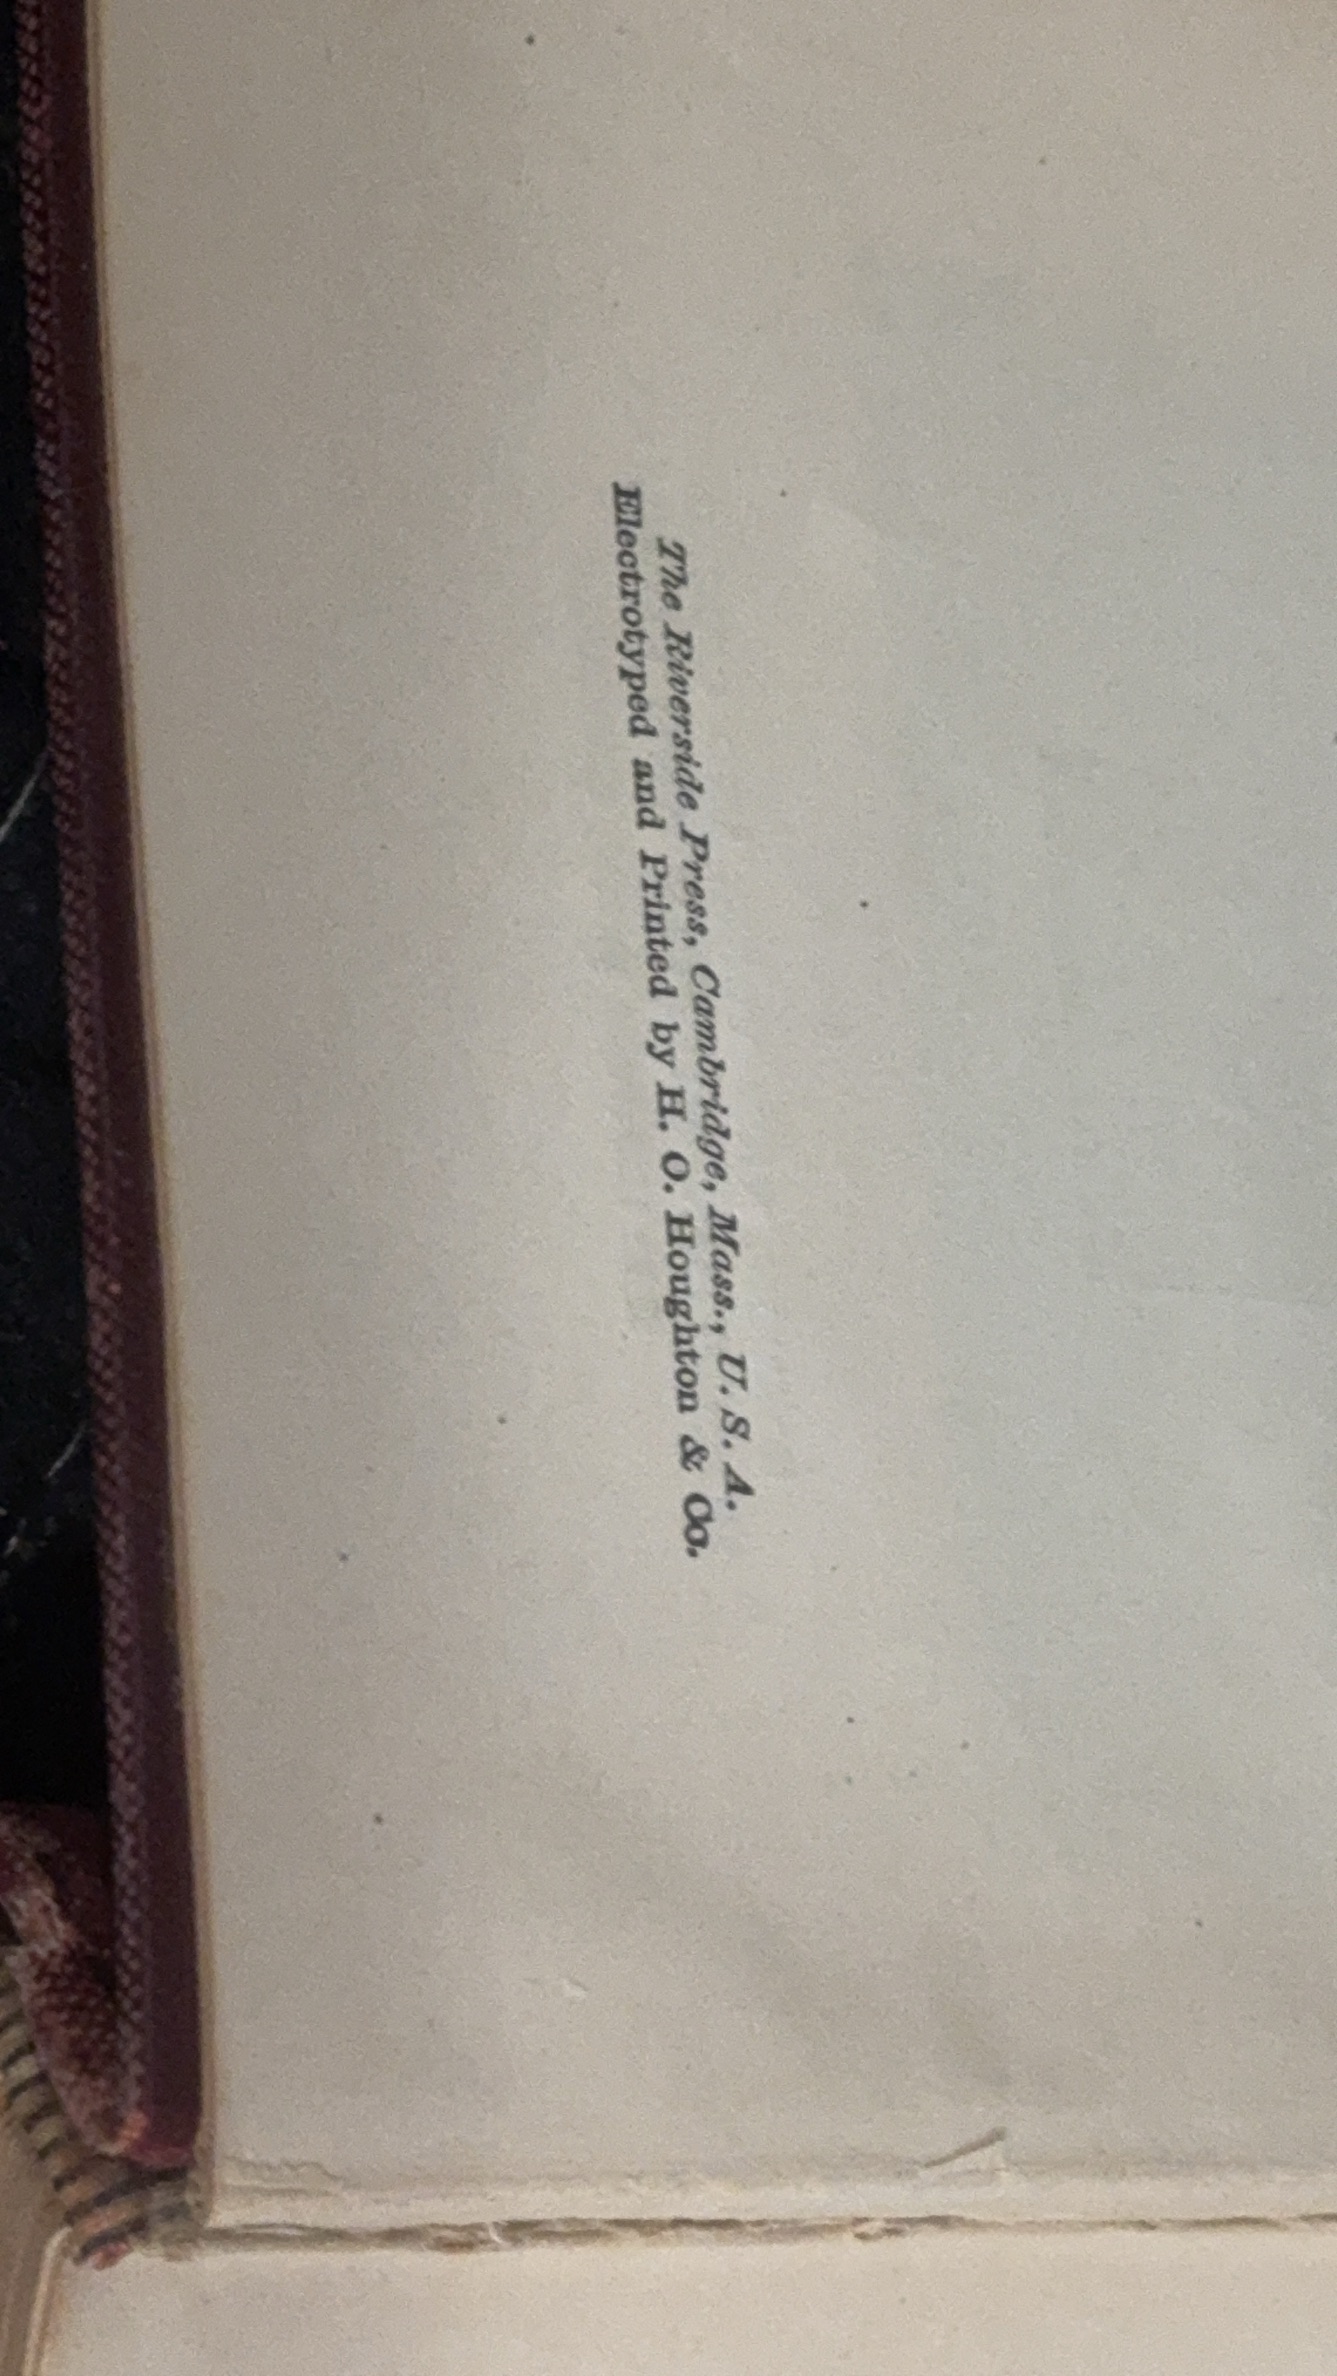 The Riverside Press, Cambridge, Mass., U. S. A.
Electrotyped and Printed by H. O. Houghton & Co.